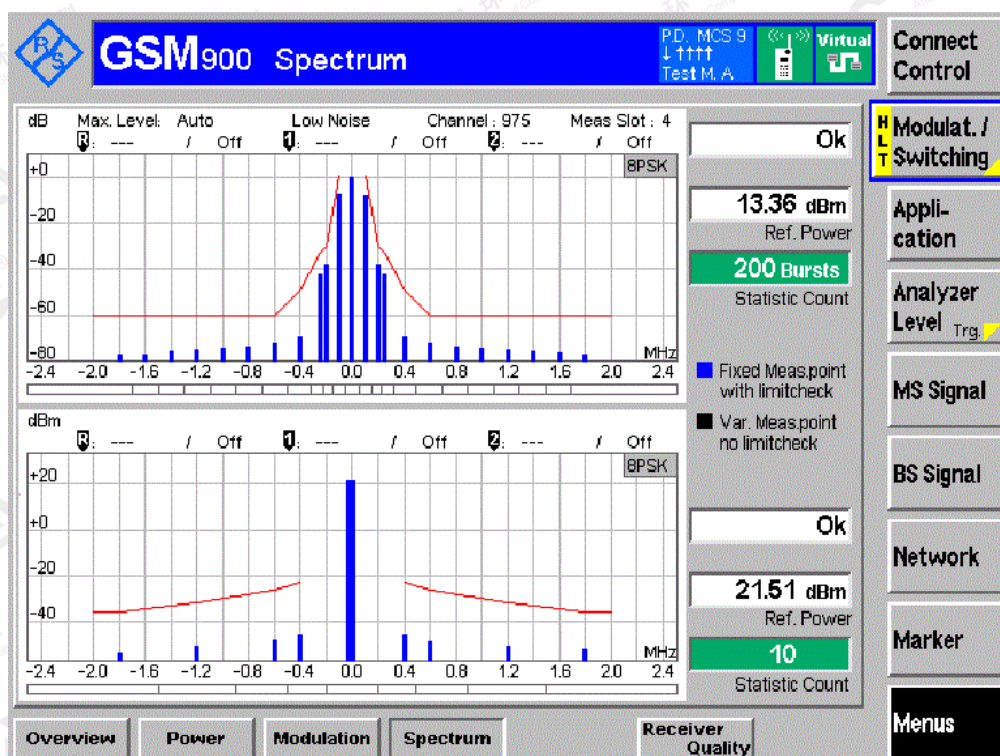 R/S
GSM900 Spectrum
P.D. MCS 9
↓↑↑↑↑
Test M. A
Virtual
Connect
Control
dB Max. Level: Auto Low Noise Channel : 975 Meas Slot : 4
R: --- / Off 1: --- / Off 2: --- / Off
8PSK
+0
-20
-40
-60
-80
MHz
-2.4 -2.0 -1.6 -1.2 -0.8 -0.4 0.0 0.4 0.8 1.2 1.6 2.0 2.4
Ok
13.36 dBm
Ref. Power
200 Bursts
Statistic Count
Fixed Meas.point
with limitcheck
Var. Meas.point
no limitcheck
dBm
R: --- / Off 1: --- / Off 2: --- / Off
8PSK
+20
+0
-20
-40
MHz
-2.4 -2.0 -1.6 -1.2 -0.8 -0.4 0.0 0.4 0.8 1.2 1.6 2.0 2.4
Ok
21.51 dBm
Ref. Power
10
Statistic Count
H
L
T
Modulat. /
Switching
Appli-
cation
Analyzer
Level Trg.
MS Signal
BS Signal
Network
Marker
Menus
Overview Power Modulation Spectrum
Receiver
Quality